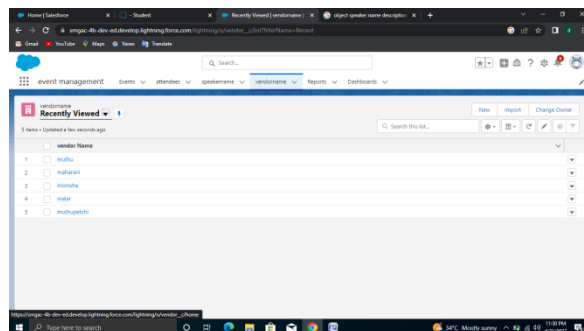 Home | Salesforce
-Student
Recently Viewed | vendorname |
object speaker name description
smgac-4b-dev-ed.develop.lightning.force.com/lightning/o/vendor__c/list?filterName=Recent
Gmail YouTube Maps News Translate
Search...
event management Events attendees speakername vendorname Reports Dashboards
vendorname
Recently Viewed
New Import Change Owner
5 items • Updated a few seconds ago
Search this list...
vendor Name
1 muthu
2 maharani
3 monisha
4 malar
5 muthupetchi
https://smgac-4b-dev-ed.develop.lightning.force.com/lightning/o/vendor__c/home
Type here to search
34°C Mostly sunny
11:30 PM